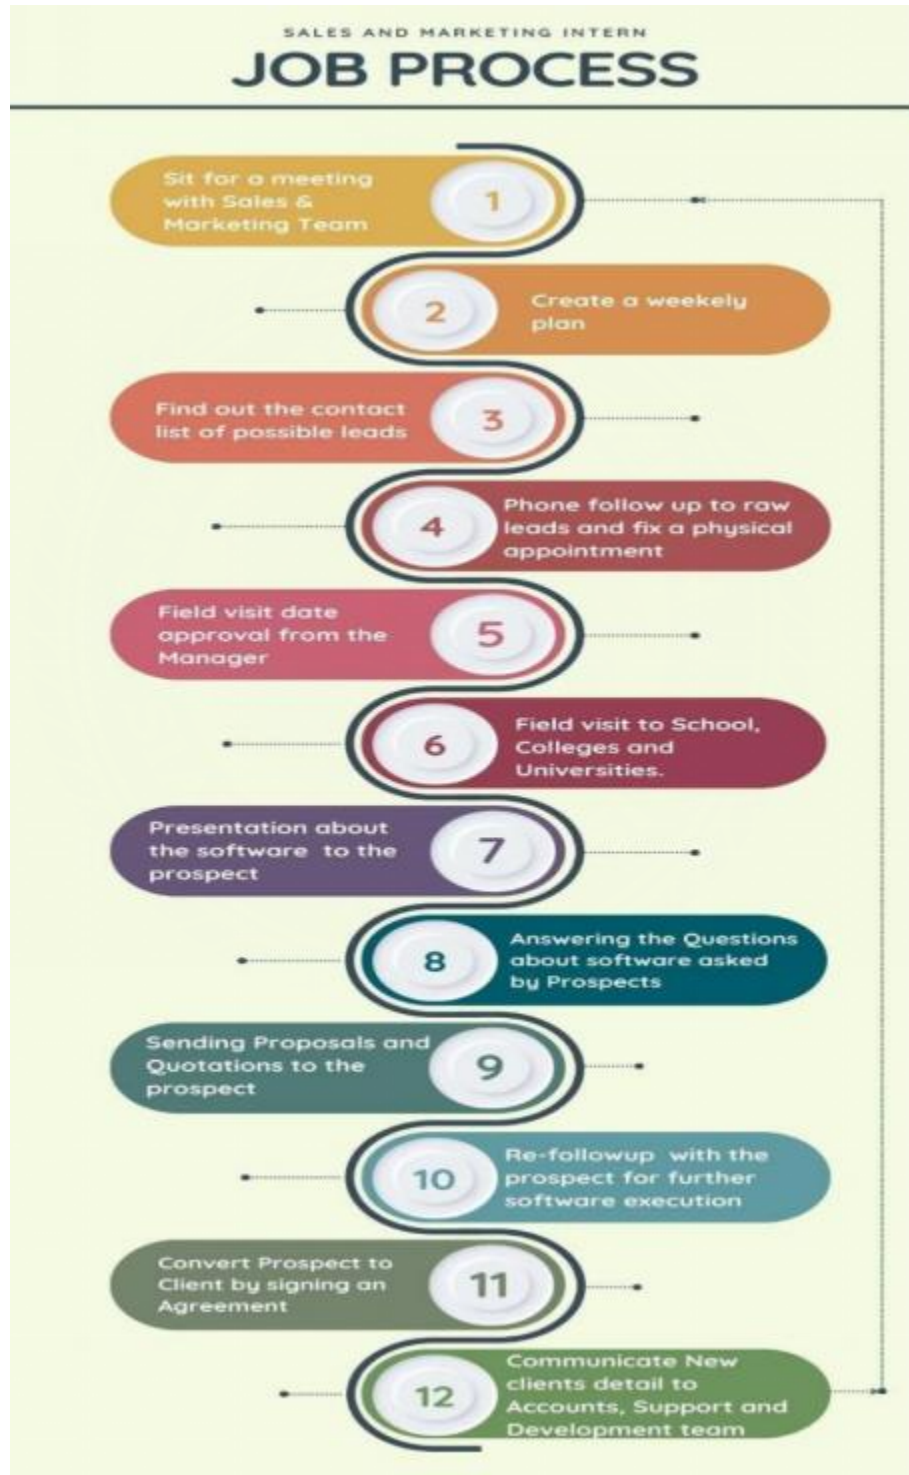 SALES AND MARKETING INTERN
JOB PROCESS
Sit for a meeting
with Sales &
Marketing Team
1
2
Create a weekely
plan
Find out the contact
list of possible leads
3
4
Phone follow up to raw
leads and fix a physical
appointment
Field visit date
approval from the
Manager
5
6
Field visit to School,
Colleges and
Universities.
Presentation about
the software to the
prospect
7
8
Answering the Questions
about software asked
by Prospects
Sending Proposals and
Quotations to the
prospect
9
10
Re-followup with the
prospect for further
software execution
Convert Prospect to
Client by signing an
Agreement
11
12
Communicate New
clients detail to
Accounts, Support and
Development team